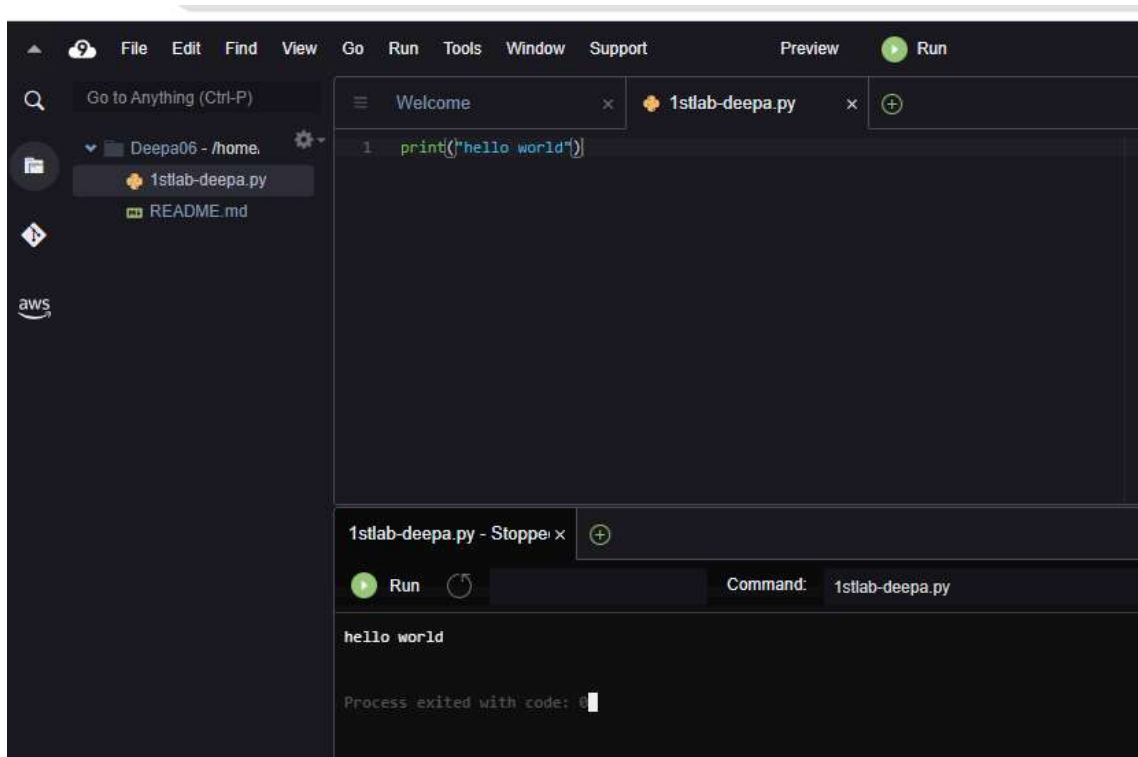 9 File Edit Find View Go Run Tools Window Support Preview Run
Go to Anything (Ctrl-P)
Welcome
1stlab-deepa.py
Deepa06 - /home.
1stlab-deepa.py
README.md
aws
1 print("hello world")
1stlab-deepa.py - Stoppe
Run
Command: 1stlab-deepa.py
hello world
Process exited with code: 0